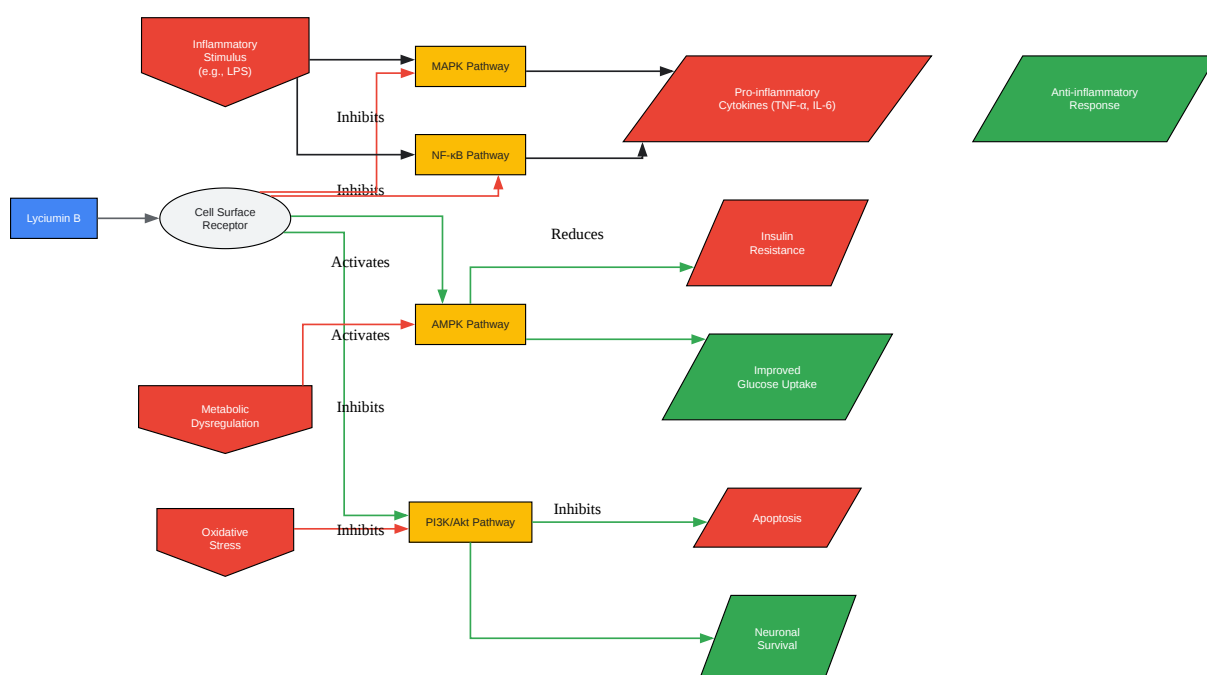 Inflammatory
Stimulus
(e.g., LPS)
MAPK Pathway
Pro-inflammatory
Cytokines (TNF-α, IL-6)
Anti-inflammatory
Response
Inhibits
NF-κB Pathway
Inhibits
Lyciumin B
Cell Surface
Receptor
Reduces
Insulin
Resistance
Activates
AMPK Pathway
Activates
Improved
Glucose Uptake
Metabolic
Dysregulation
Inhibits
Oxidative
Stress
Inhibits
PI3K/Akt Pathway
Inhibits
Apoptosis
Neuronal
Survival